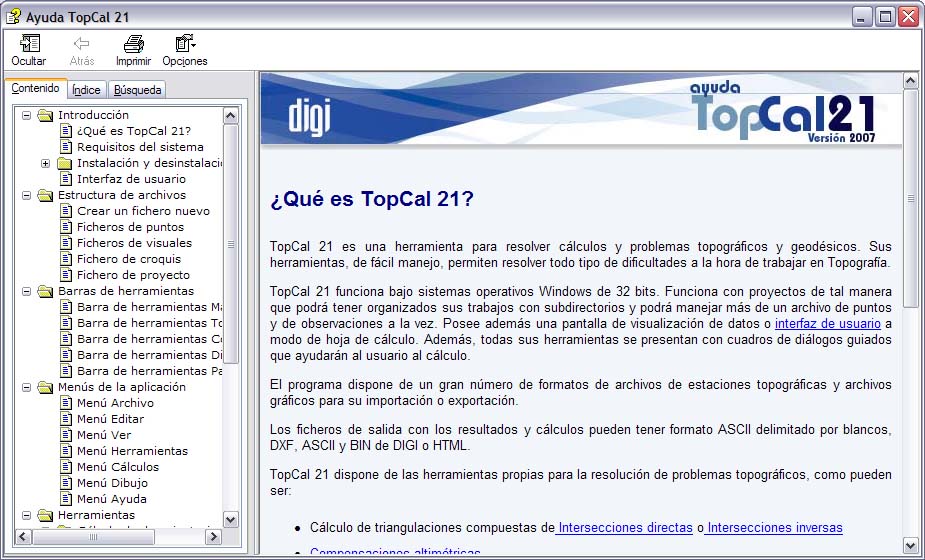 Ayuda TopCal 21
Ocultar Atrás Imprimir Opciones
Contenido Índice Búsqueda
Introducción
¿Qué es TopCal 21?
Requisitos del sistema
Instalación y desinstalaci
Interfaz de usuario
Estructura de archivos
Crear un fichero nuevo
Ficheros de puntos
Ficheros de visuales
Fichero de croquis
Fichero de proyecto
Barras de herramientas
Barra de herramientas Ma
Barra de herramientas To
Barra de herramientas Co
Barra de herramientas Di
Barra de herramientas Pa
Menús de la aplicación
Menú Archivo
Menú Editar
Menú Ver
Menú Herramientas
Menú Cálculos
Menú Dibujo
Menú Ayuda
Herramientas
digi
ayuda
TopCal21
Versión 2007
¿Qué es TopCal 21?
TopCal 21 es una herramienta para resolver cálculos y problemas topográficos y geodésicos. Sus
herramientas, de fácil manejo, permiten resolver todo tipo de dificultades a la hora de trabajar en Topografía.
TopCal 21 funciona bajo sistemas operativos Windows de 32 bits. Funciona con proyectos de tal manera
que podrá tener organizados sus trabajos con subdirectorios y podrá manejar más de un archivo de puntos
y de observaciones a la vez. Posee además una pantalla de visualización de datos o interfaz de usuario a
modo de hoja de cálculo. Además, todas sus herramientas se presentan con cuadros de diálogos guiados
que ayudarán al usuario al cálculo.
El programa dispone de un gran número de formatos de archivos de estaciones topográficas y archivos
gráficos para su importación o exportación.
Los ficheros de salida con los resultados y cálculos pueden tener formato ASCII delimitado por blancos,
DXF, ASCII y BIN de DIGI o HTML.
TopCal 21 dispone de las herramientas propias para la resolución de problemas topográficos, como pueden
ser:
• Cálculo de triangulaciones compuestas de Intersecciones directas o Intersecciones inversas
• Compensaciones altimétricas